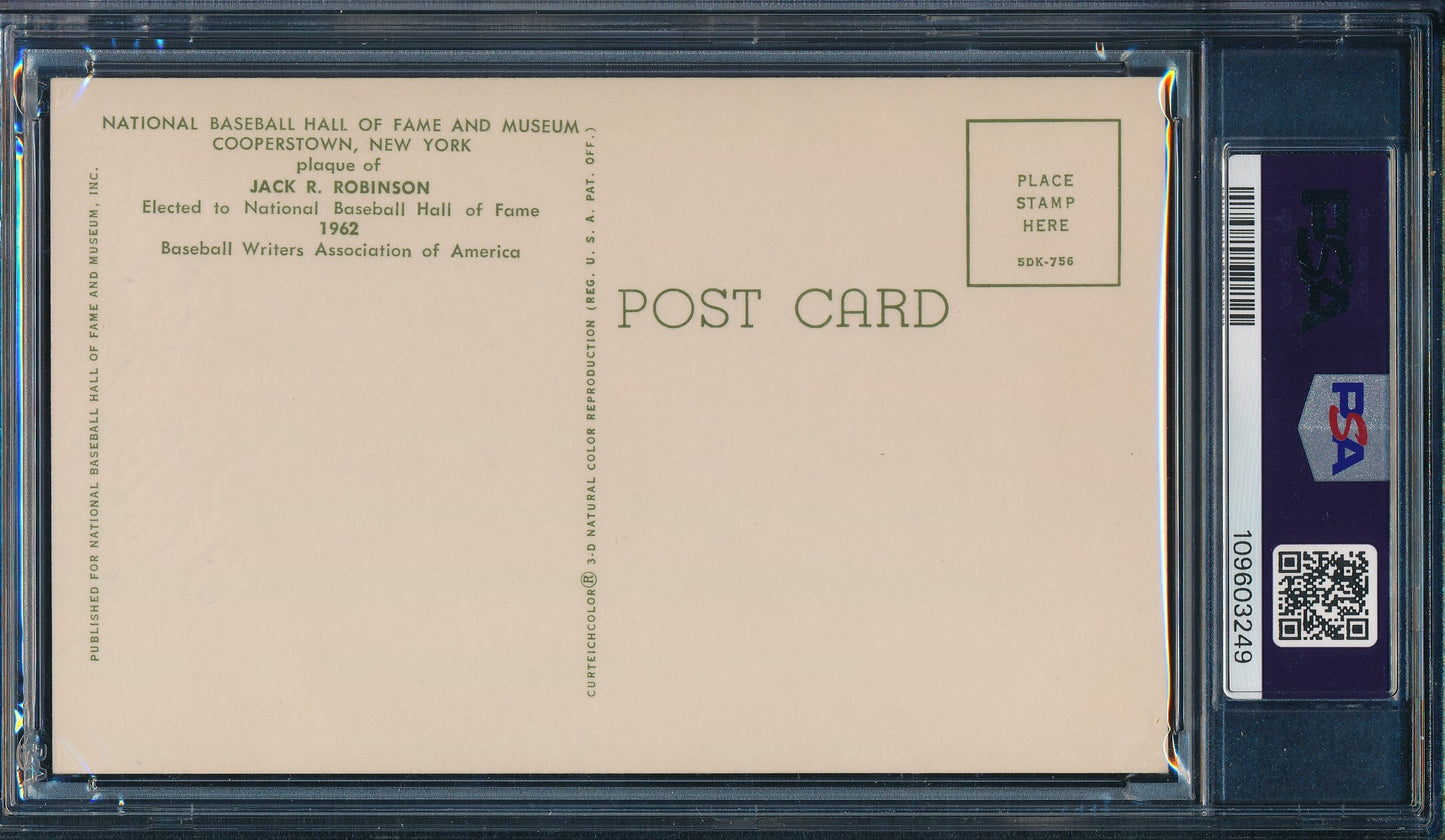 NATIONAL BASEBALL HALL OF FAME AND MUSEUM
COOPERSTOWN, NEW YORK
plaque of
JACK R. ROBINSON
Elected to National Baseball Hall of Fame
1962
Baseball Writers Association of America
PUBLISHED FOR NATIONAL BASEBALL HALL OF FAME AND MUSEUM, INC.
CURTEICHCOLOR® 3-D NATURAL COLOR REPRODUCTION (REG. U. S. A. PAT. OFF.)
POST CARD
PLACE
STAMP
HERE
5DK-756
PSA
PSA
109603249